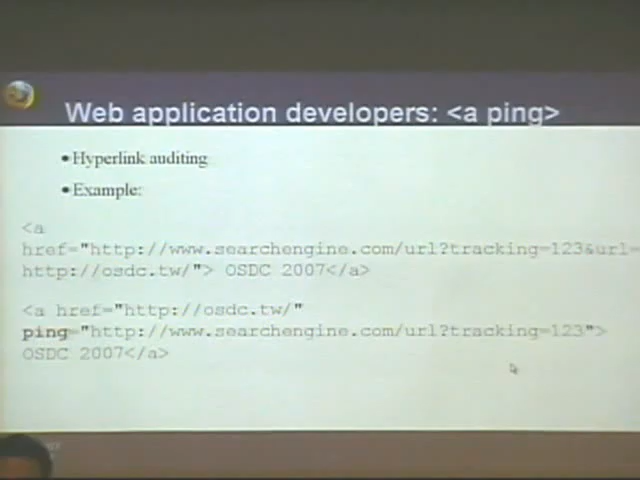 Web application developers: <a ping>
•Hyperlink auditing
•Example:
<a
href="http://www.searchengine.com/url?tracking=123&url=
http://osdc.tw/"> OSDC 2007</a>
<a href="http://osdc.tw/"
ping="http://www.searchengine.com/url?tracking=123">
OSDC 2007</a>